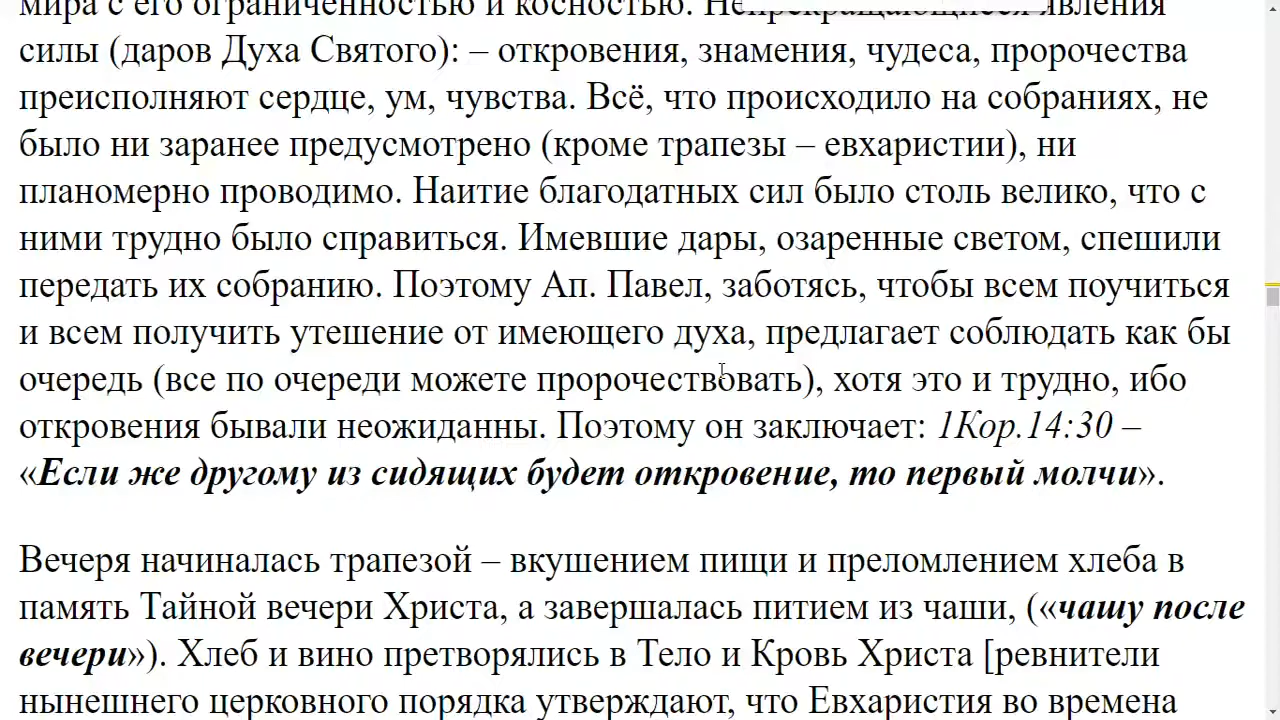 мира с его ограниченностью и косностью. Непрекращающиеся явления
силы (даров Духа Святого): – откровения, знамения, чудеса, пророчества
преисполняют сердце, ум, чувства. Всё, что происходило на собраниях, не
было ни заранее предусмотрено (кроме трапезы – евхаристии), ни
планомерно проводимо. Наитие благодатных сил было столь велико, что с
ними трудно было справиться. Имевшие дары, озаренные светом, спешили
передать их собранию. Поэтому Ап. Павел, заботясь, чтобы всем поучиться
и всем получить утешение от имеющего духа, предлагает соблюдать как бы
очередь (все по очереди можете пророчествовать), хотя это и трудно, ибо
откровения бывали неожиданны. Поэтому он заключает: 1Кор.14:30 –
«Если же другому из сидящих будет откровение, то первый молчи».
Вечеря начиналась трапезой – вкушением пищи и преломлением хлеба в
память Тайной вечери Христа, а завершалась питием из чаши, («чашу после
вечери»). Хлеб и вино претворялись в Тело и Кровь Христа [ревнители
нынешнего церковного порядка утверждают, что Евхаристия во времена